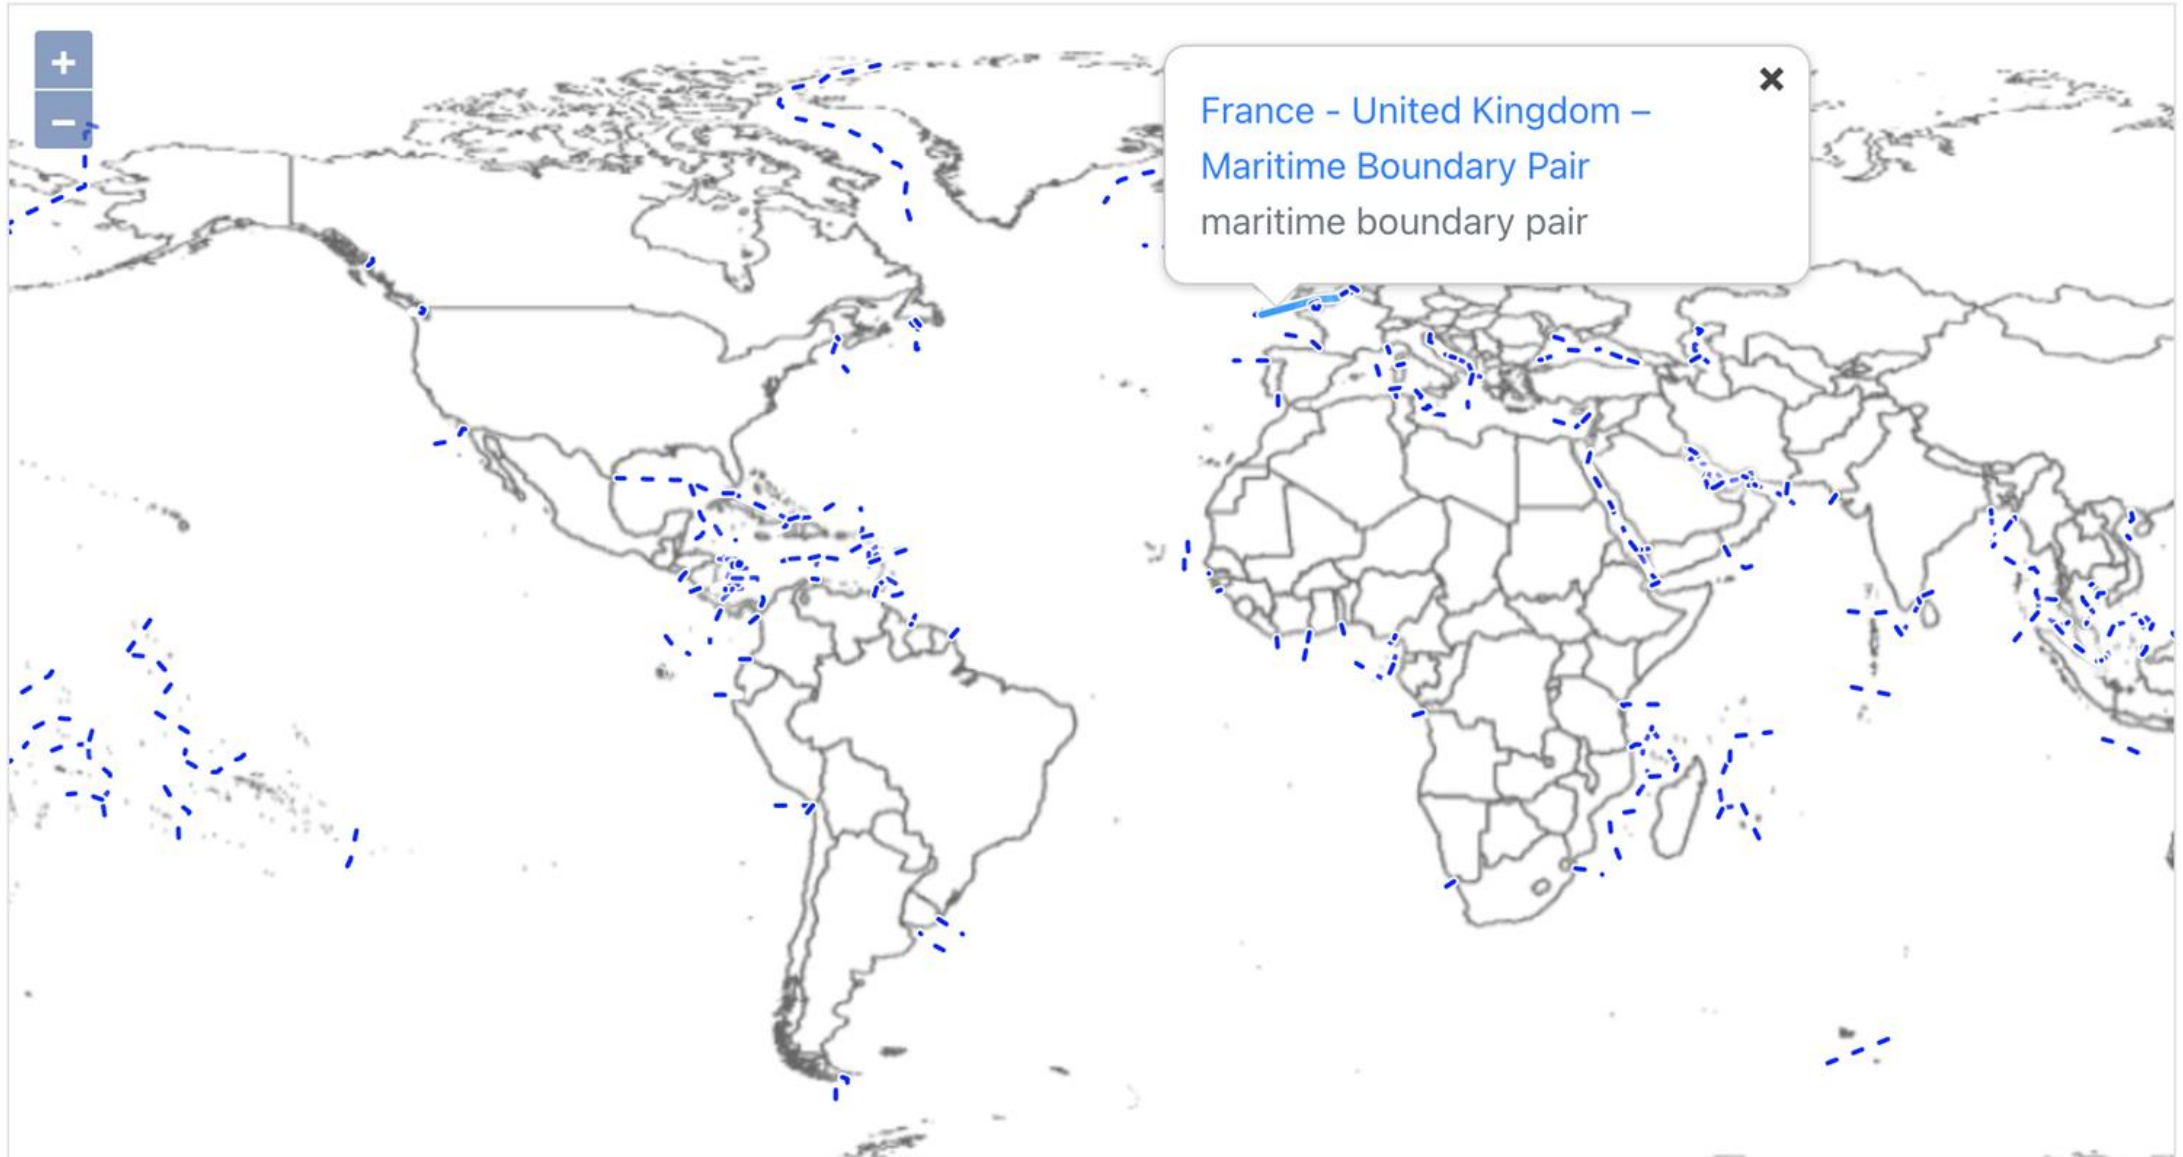 +
−
✖
France - United Kingdom –
Maritime Boundary Pair
maritime boundary pair